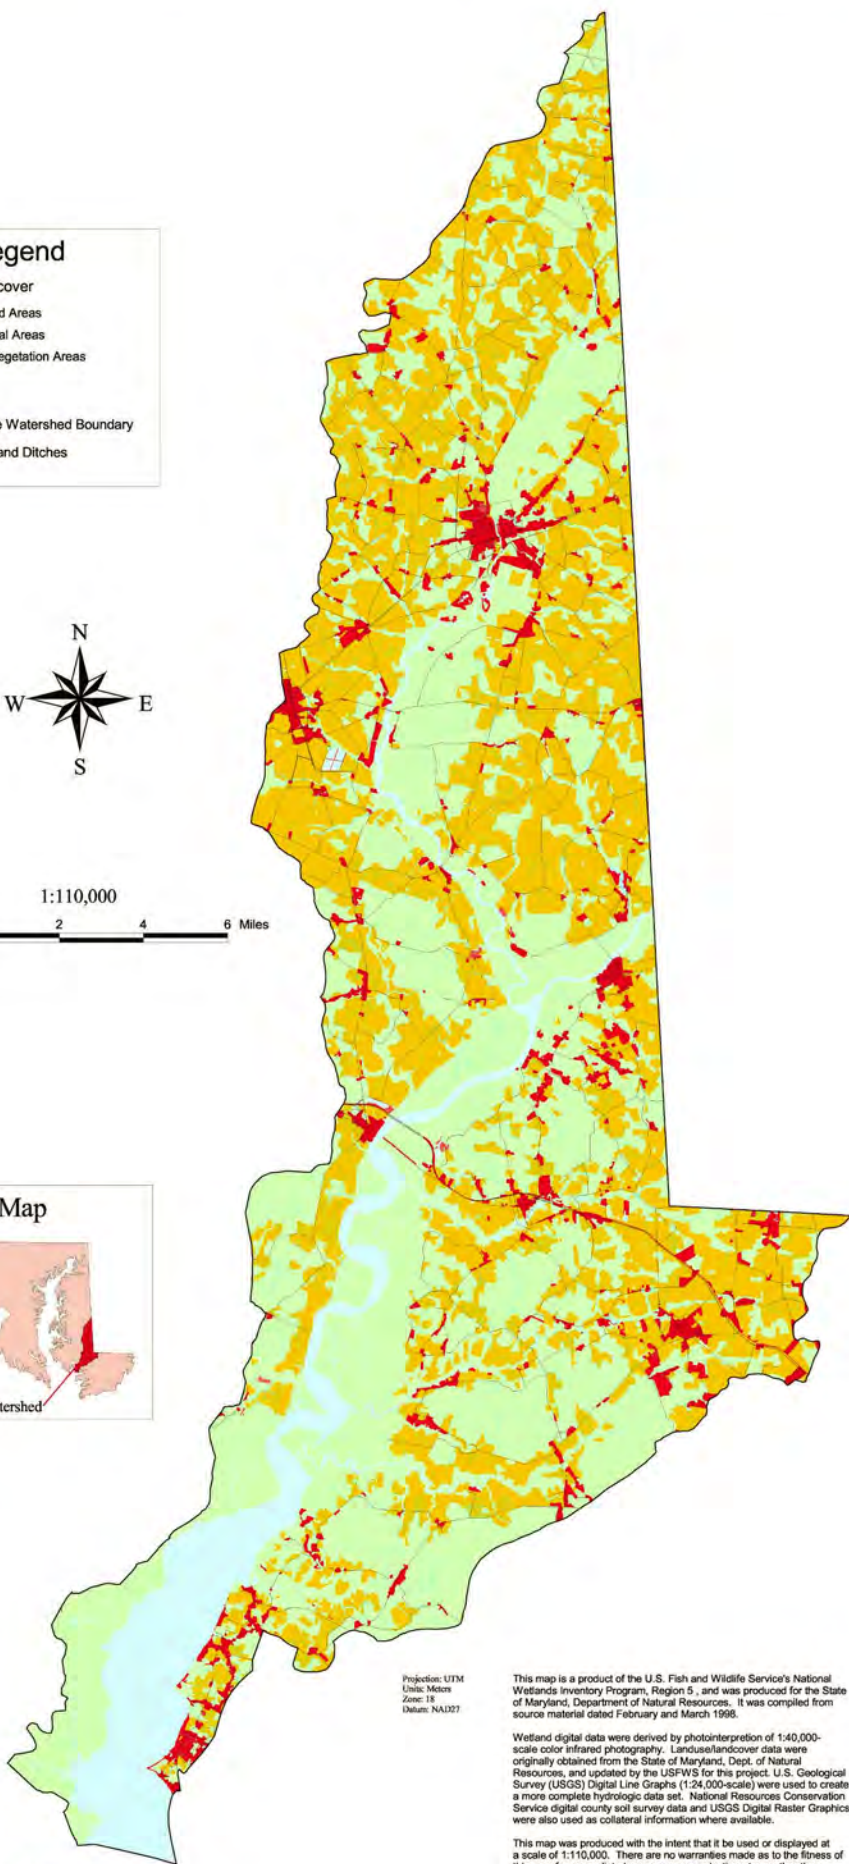 egend
cover
d Areas
al Areas
egetation Areas
e Watershed Boundary
and Ditches
N
W
E
S
1:110,000
2 4 6 Miles
Map
tershed
Projection: UTM
Units: Meters
Zone: 18
Datum: NAD27
This map is a product of the U.S. Fish and Wildlife Service's National
Wetlands Inventory Program, Region 5 , and was produced for the State
of Maryland, Department of Natural Resources. It was compiled from
source material dated February and March 1998.
Wetland digital data were derived by photointerpretation of 1:40,000-
scale color infrared photography. Landuse/landcover data were
originally obtained from the State of Maryland, Dept. of Natural
Resources, and updated by the USFWS for this project. U.S. Geological
Survey (USGS) Digital Line Graphs (1:24,000-scale) were used to create
a more complete hydrologic data set. National Resources Conservation
Service digital county soil survey data and USGS Digital Raster Graphics
were also used as collateral information where available.
This map was produced with the intent that it be used or displayed at
a scale of 1:110,000. There are no warranties made as to the fitness of